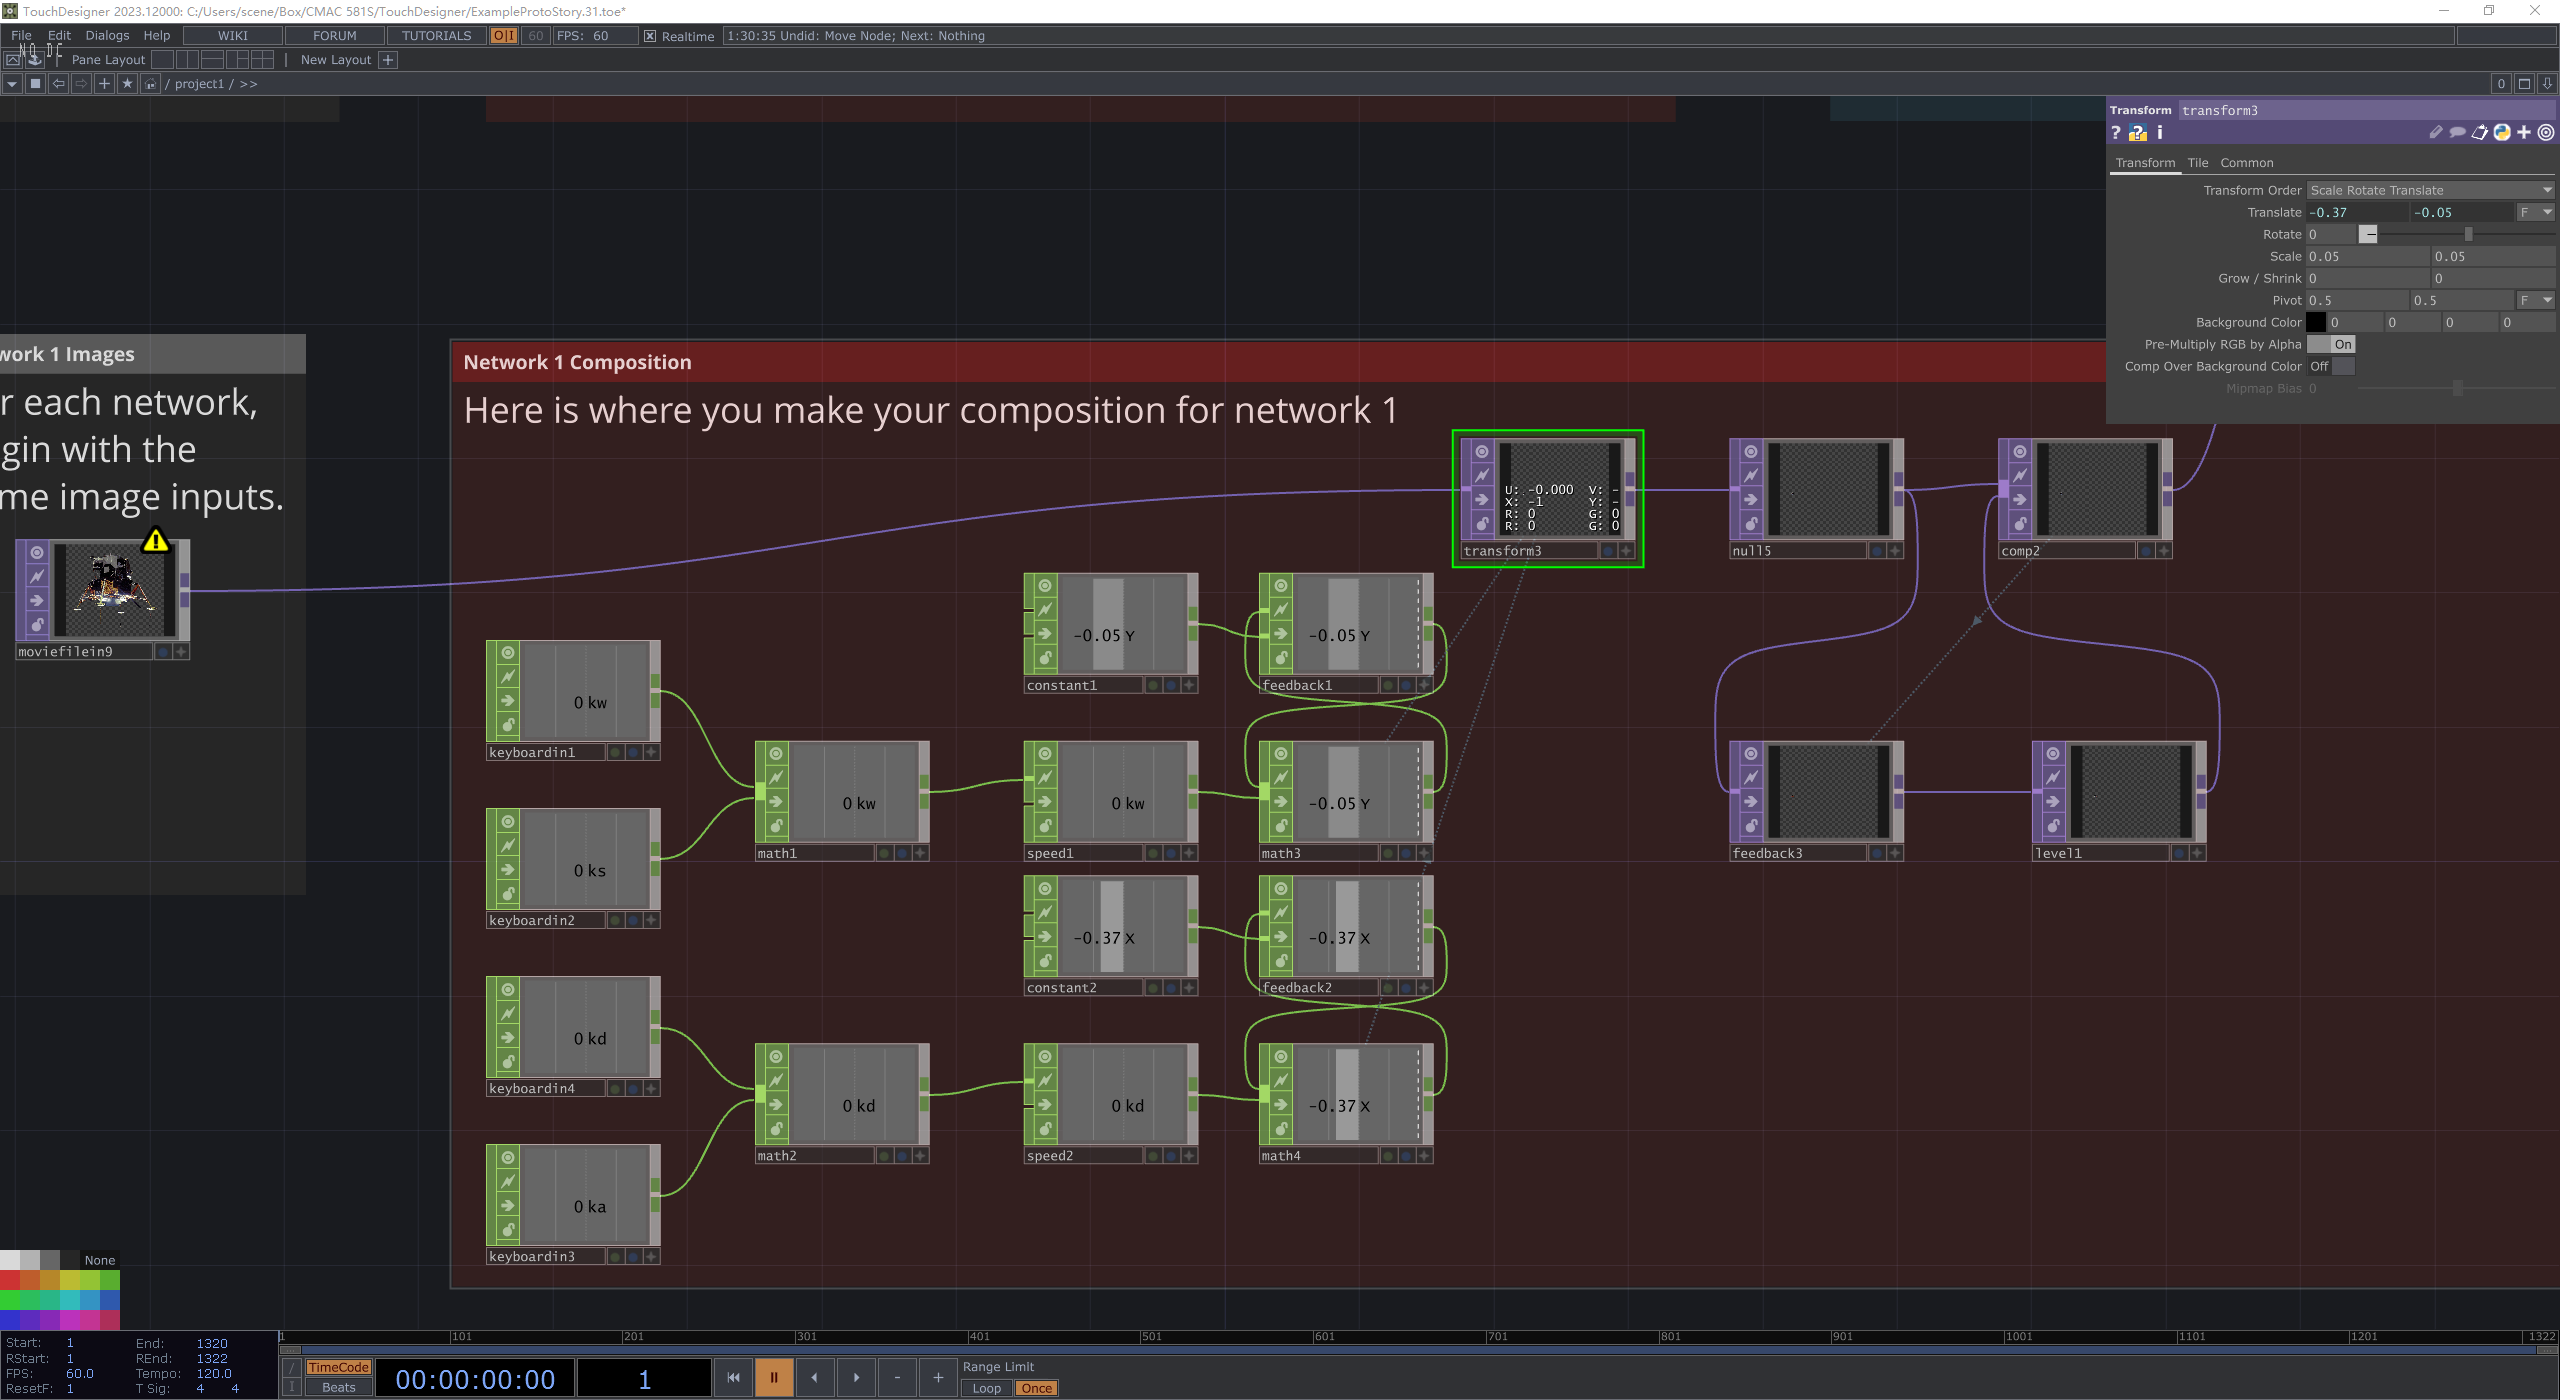 TouchDesigner 2023.12000: C:/Users/scene/Box/CMAC 581S/TouchDesigner/ExampleProtoStory.31.toe*
File Edit Dialogs Help WIKI FORUM TUTORIALS O|I 60 FPS: 60 Realtime 1:30:35 Undid: Move Node; Next: Nothing
Pane Layout New Layout +
/ project1 / >> 0
Transform transform3
? ? i
Transform Tile Common
Transform Order Scale Rotate Translate
Translate -0.37 -0.05 F
Rotate 0
Scale 0.05 0.05
Grow / Shrink 0 0
Pivot 0.5 0.5 F
Background Color 0 0 0 0
Pre-Multiply RGB by Alpha On
Comp Over Background Color Off
Mipmap Bias 0
work 1 Images
r each network,
gin with the
me image inputs.
moviefilein9
Network 1 Composition
Here is where you make your composition for network 1
U: -0.000 V: -
X: -1 Y: -
R: 0 G: 0
R: 0 G: 0
transform3
null5
comp2
-0.05 Y
constant1
-0.05 Y
feedback1
0 kw
keyboardin1
0 kw
math1
0 kw
speed1
-0.05 Y
math3
feedback3
level1
0 ks
keyboardin2
-0.37 X
constant2
-0.37 X
feedback2
0 kd
keyboardin4
0 kd
math2
0 kd
speed2
-0.37 X
math4
0 ka
keyboardin3
None
Start: 1 End: 1320
RStart: 1 REnd: 1322
FPS: 60.0 Tempo: 120.0
ResetF: 1 T Sig: 4 4
1 101 201 301 401 501 601 701 801 901 1001 1101 1201 1322
TimeCode
Beats
00:00:00:00
1
- +
Range Limit
Loop Once